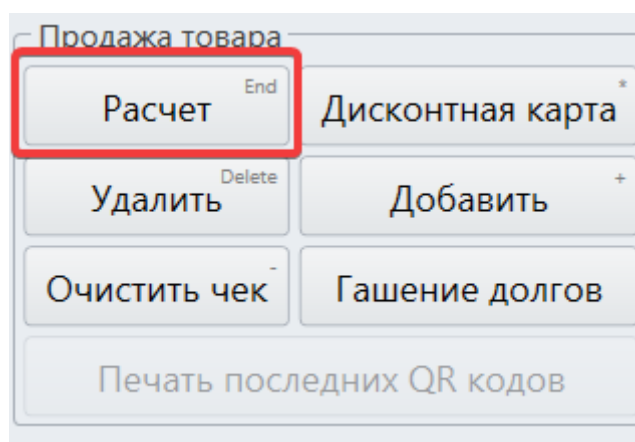 Продажа товара
Расчет End
Дисконтная карта *
Удалить Delete
Добавить +
Очистить чек -
Гашение долгов
Печать последних QR кодов